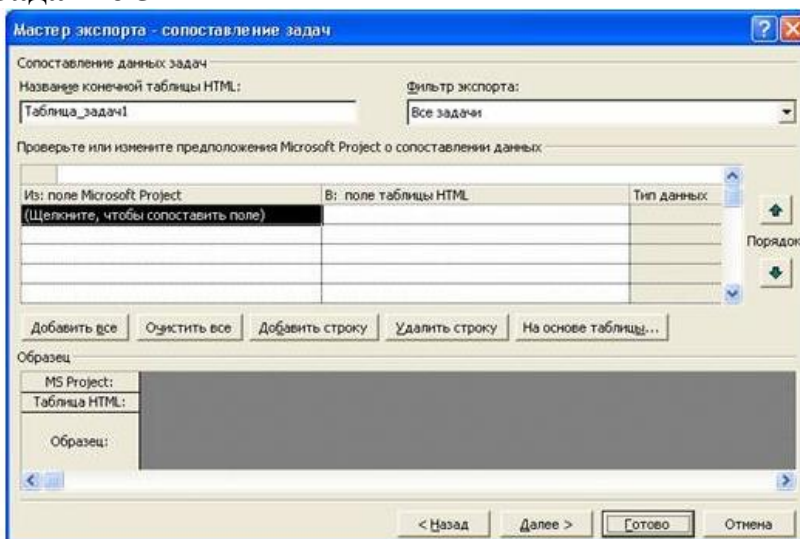 Мастер экспорта - сопоставление задач
Сопоставление данных задач
Название конечной таблицы HTML:
Фильтр экспорта:
Таблица_задач1
Все задачи
Проверьте или измените предположения Microsoft Project о сопоставлении данных
Из: поле Microsoft Project
В: поле таблицы HTML
Тип данных
(Щелкните, чтобы сопоставить поле)
Порядок
Добавить все
Очистить все
Добавить строку
Удалить строку
На основе таблицы...
Образец
MS Project:
Таблица HTML:
Образец:
< Назад
Далее >
Готово
Отмена